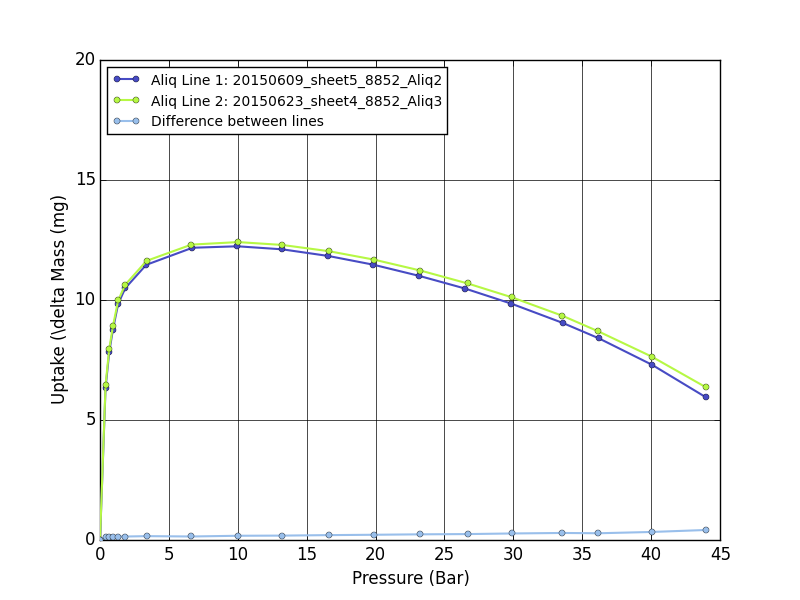 20
15
10
5
0
Uptake (\delta Mass (mg)
Aliq Line 1: 20150609_sheet5_8852_Aliq2
Aliq Line 2: 20150623_sheet4_8852_Aliq3
Difference between lines
0 5 10 15 20 25 30 35 40 45
Pressure (Bar)